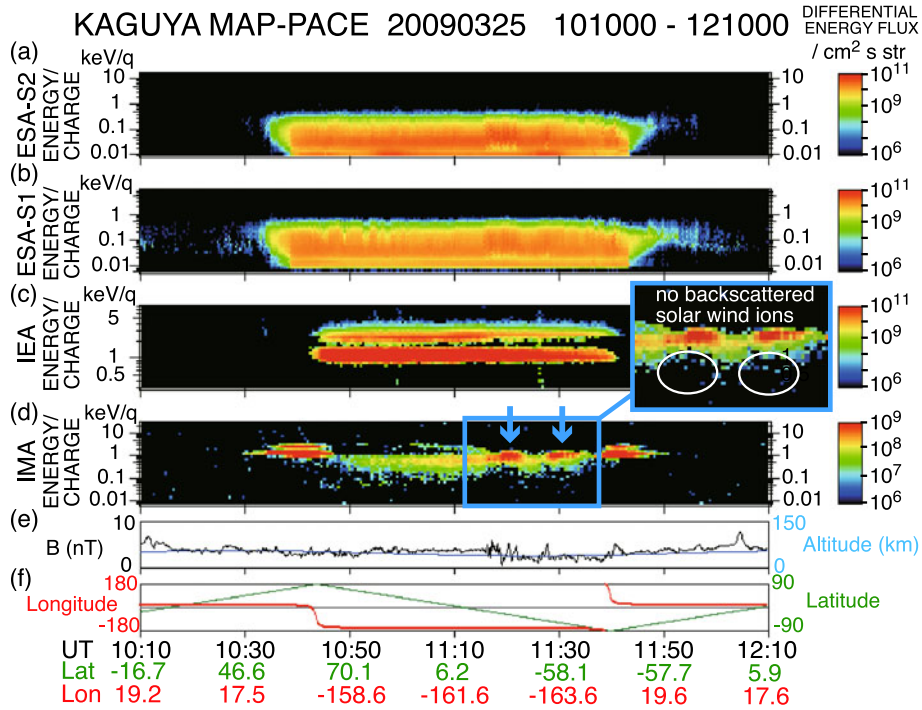 KAGUYA MAP-PACE 20090325 101000 - 121000
DIFFERENTIAL
ENERGY FLUX
/ cm² s str
(a)
keV/q
ESA-S2
ENERGY/
CHARGE
10
1
0.1
0.01
10
1
0.1
0.01
10¹¹
10⁹
10⁶
(b)
keV/q
ESA-S1
ENERGY/
CHARGE
1
0.1
0.01
1
0.1
0.01
10¹¹
10⁹
10⁶
(c)
keV/q
IEA
ENERGY/
CHARGE
5
1
0.5
no backscattered
solar wind ions
10¹¹
10⁹
10⁶
(d)
keV/q
IMA
ENERGY/
CHARGE
10
1
0.1
0.01
10
1
0.1
0.01
10⁹
10⁸
10⁷
10⁶
(e)
B (nT)
10
0
150
0
Altitude (km)
(f)
Longitude
180
-180
90
-90
Latitude
UT 10:10 10:30 10:50 11:10 11:30 11:50 12:10
Lat -16.7 46.6 70.1 6.2 -58.1 -57.7 5.9
Lon 19.2 17.5 -158.6 -161.6 -163.6 19.6 17.6